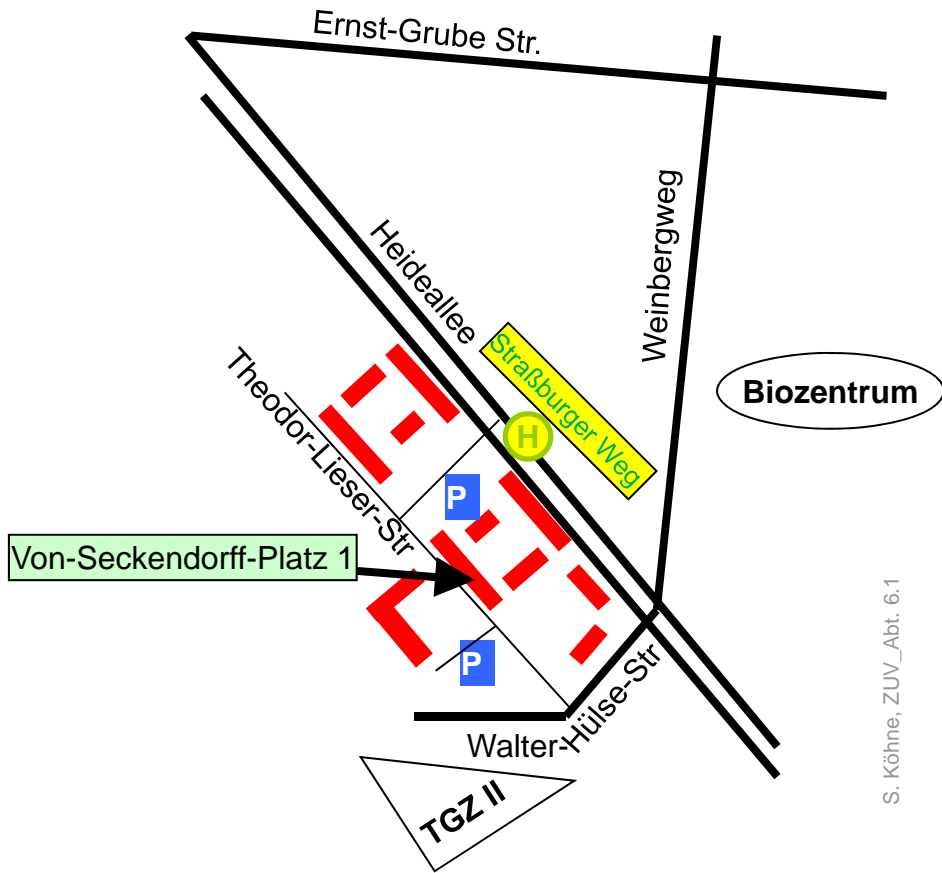 Ernst-Grube Str.
Heideallee
Weinbergweg
Straßburger Weg
H
Biozentrum
Theodor-Lieser-Str
P
Von-Seckendorff-Platz 1
P
Walter-Hülse-Str
TGZ II
S. Köhne, ZUV_Abt. 6.1